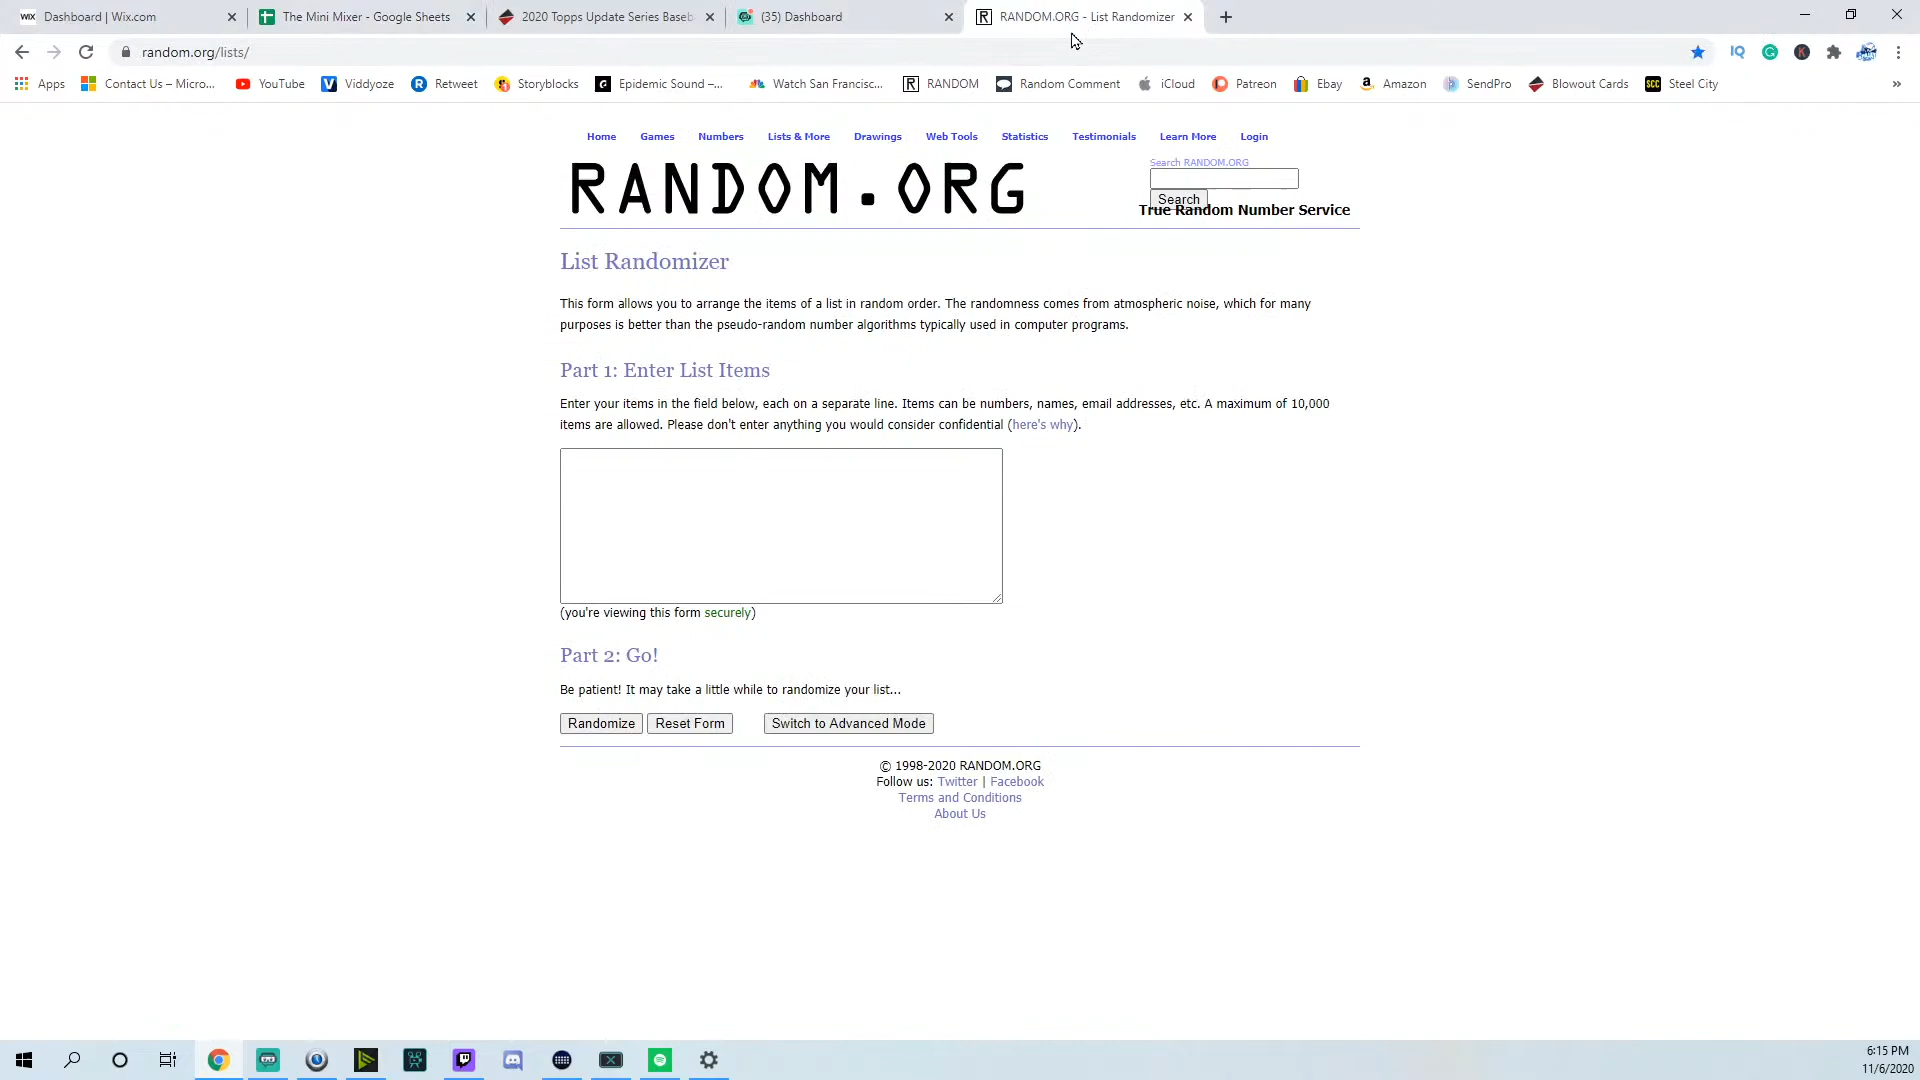 WIX Dashboard | Wix.com
The Mini Mixer - Google Sheets
2020 Topps Update Series Baseb
(35) Dashboard
R RANDOM.ORG - List Randomizer
random.org/lists/
IQ
G
K
Apps
Contact Us – Micro...
YouTube
V Viddyoze
R Retweet
Storyblocks
Epidemic Sound –...
Watch San Francisc...
R RANDOM
Random Comment
iCloud
Patreon
Ebay
a Amazon
SendPro
Blowout Cards
SCC Steel City
»
Home Games Numbers Lists & More Drawings Web Tools Statistics Testimonials Learn More Login
RANDOM.ORG
Search RANDOM.ORG
Search
True Random Number Service
List Randomizer
This form allows you to arrange the items of a list in random order. The randomness comes from atmospheric noise, which for many
purposes is better than the pseudo-random number algorithms typically used in computer programs.
Part 1: Enter List Items
Enter your items in the field below, each on a separate line. Items can be numbers, names, email addresses, etc. A maximum of 10,000
items are allowed. Please don't enter anything you would consider confidential (here's why).
(you're viewing this form securely)
Part 2: Go!
Be patient! It may take a little while to randomize your list...
Randomize Reset Form Switch to Advanced Mode
© 1998-2020 RANDOM.ORG
Follow us: Twitter | Facebook
Terms and Conditions
About Us
6:15 PM
11/6/2020